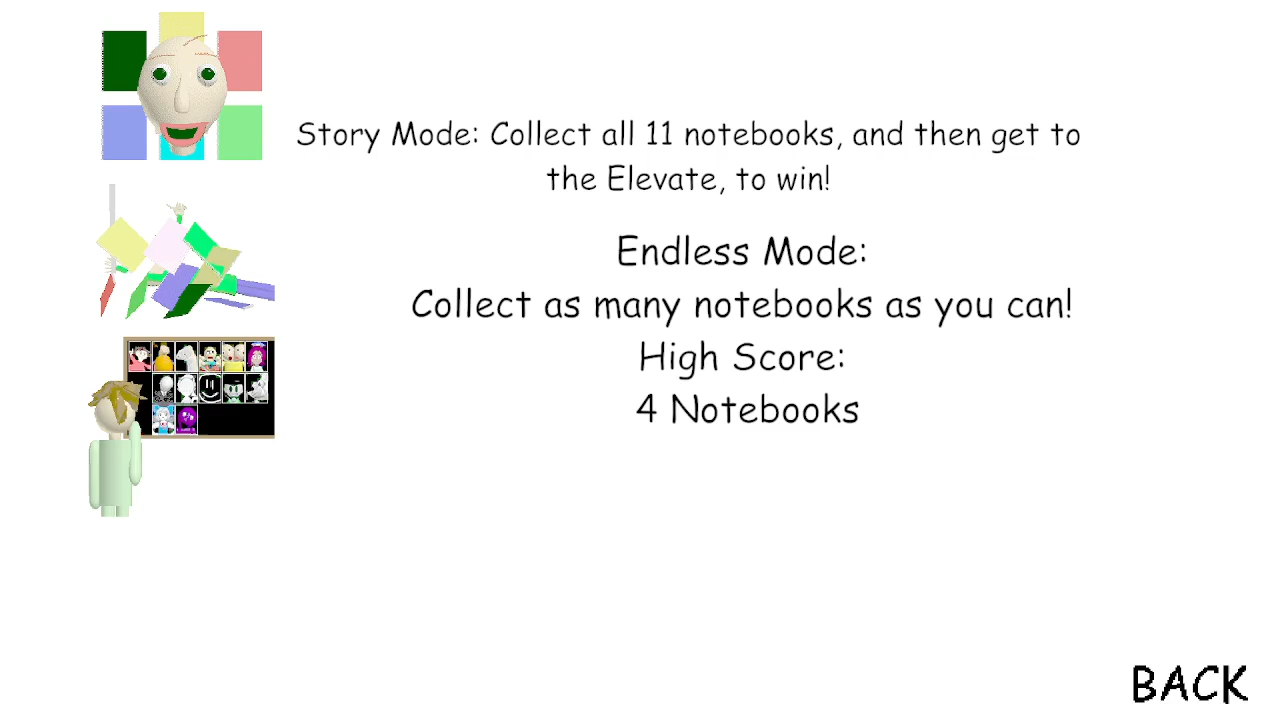 Story Mode: Collect all 11 notebooks, and then get to
the Elevate, to win!
Endless Mode:
Collect as many notebooks as you can!
High Score:
4 Notebooks
BACK